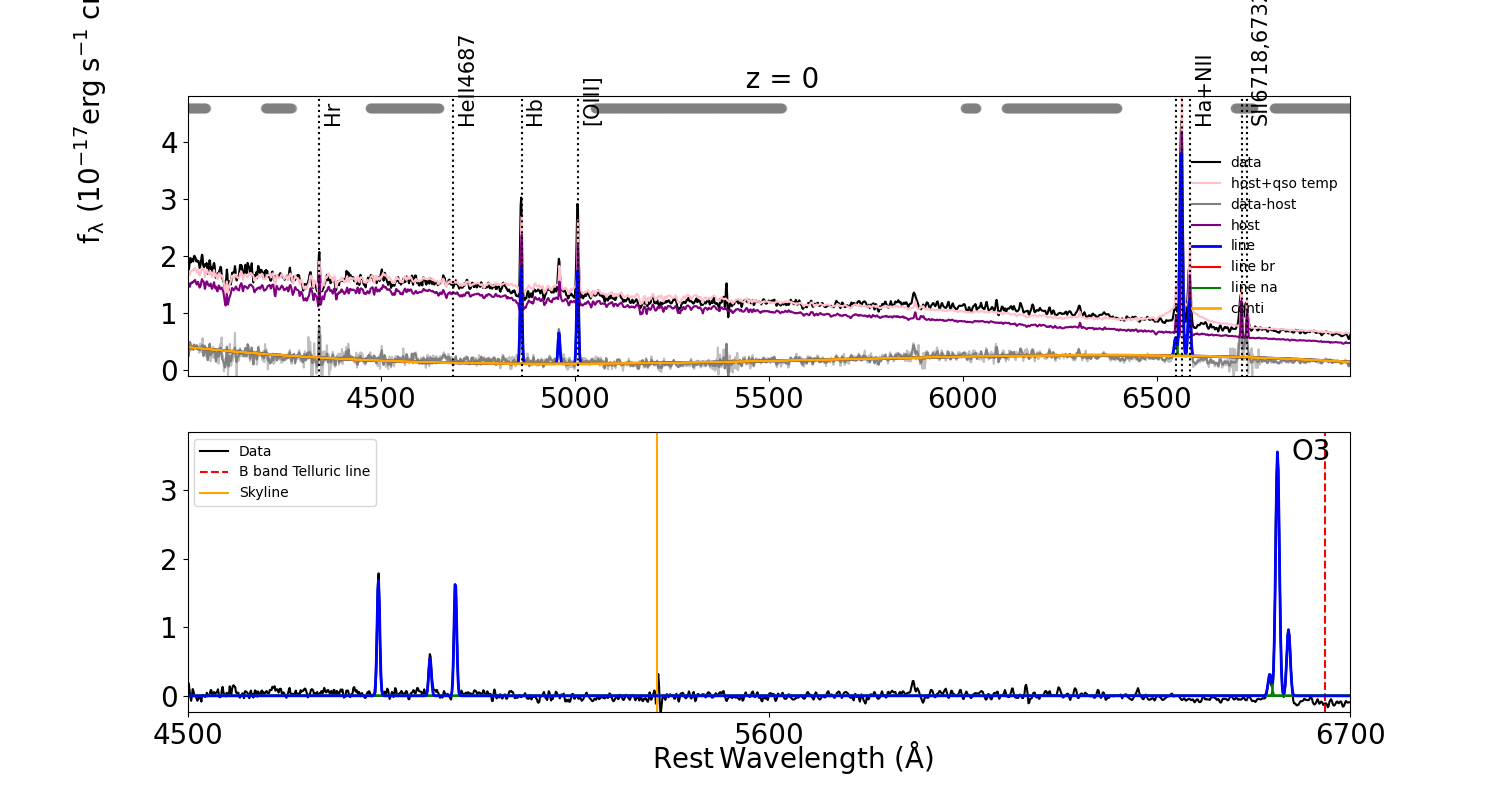 z = 0
fλ (10−17erg s−1 c
Hr
HeII4687
Hb
[OIII]
Ha+NII
SII6718,673
4
3
2
1
0
data
host+qso temp
data-host
host
line
line br
line na
conti
4500 5000 5500 6000 6500
Data
B band Telluric line
Skyline
O3
3
2
1
0
4500 5600 6700
Rest Wavelength (Å)